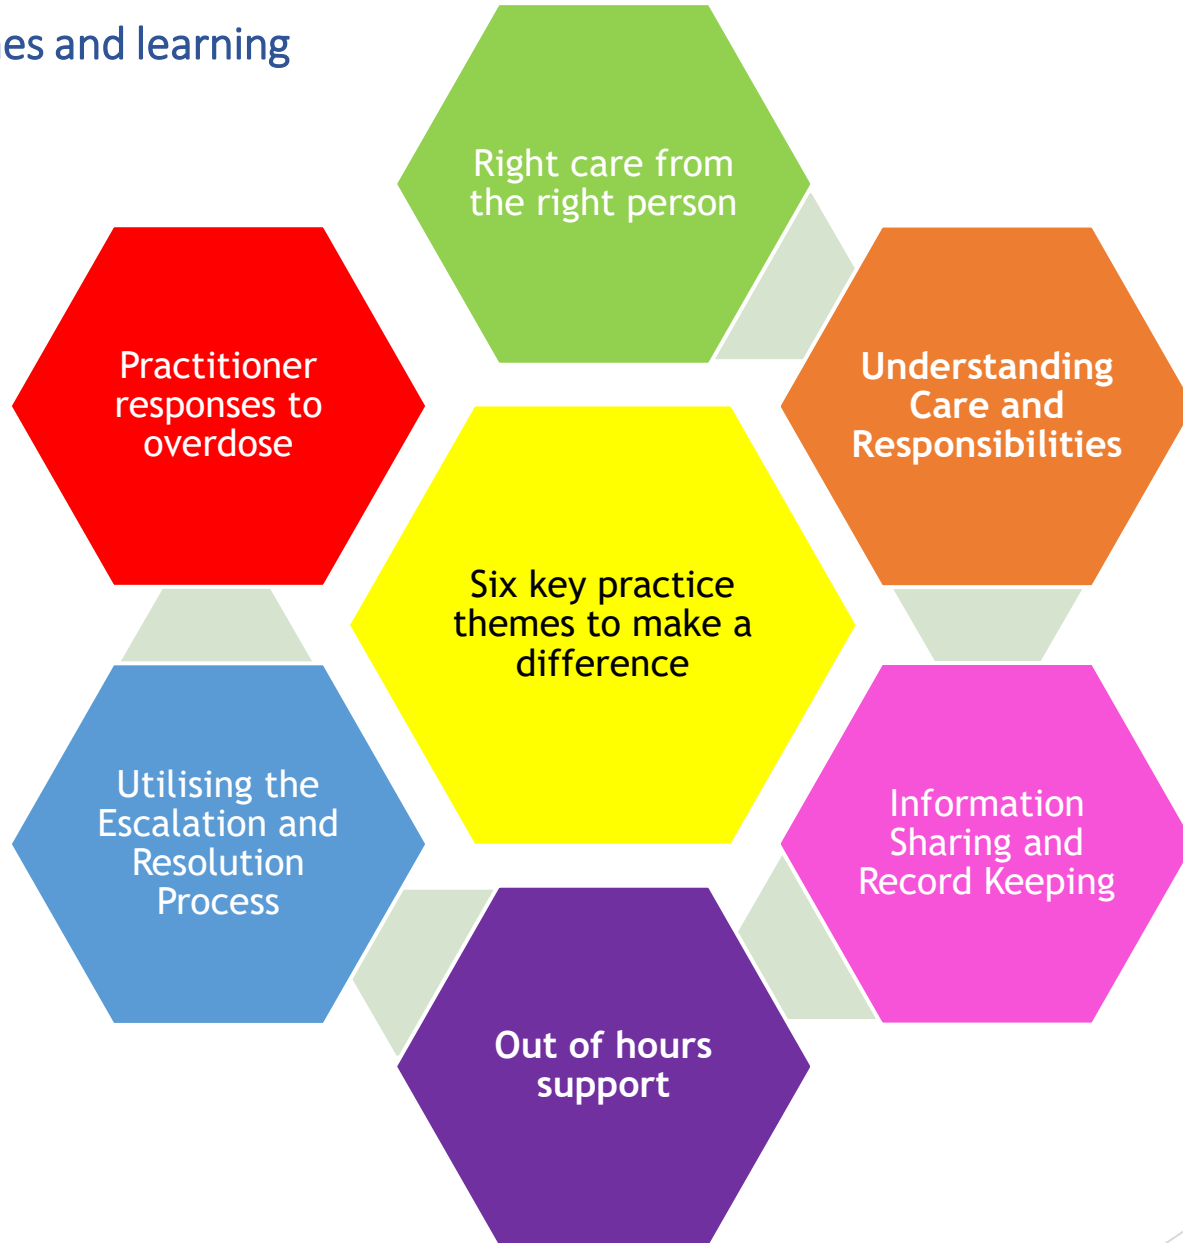 and learning
Right care from
the right person
Understanding
Care and
Responsibilities
Information
Sharing and
Record Keeping
Out of hours
support
Utilising the
Escalation and
Resolution
Process
Practitioner
responses to
overdose
Six key practice
themes to make a
difference